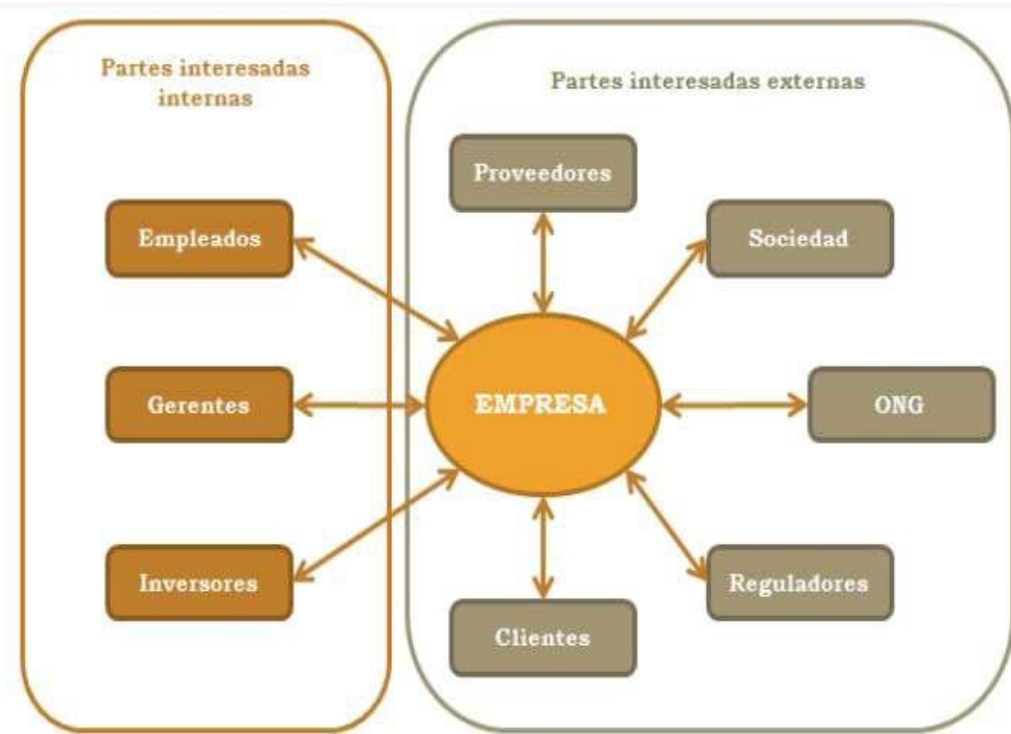 Partes interesadas
internas
Partes interesadas externas
Proveedores
Empleados
Sociedad
Gerentes
EMPRESA
ONG
Inversores
Reguladores
Clientes